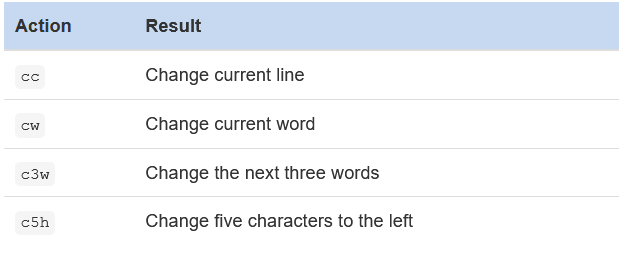 Action Result
cc Change current line
cw Change current word
c3w Change the next three words
c5h Change five characters to the left